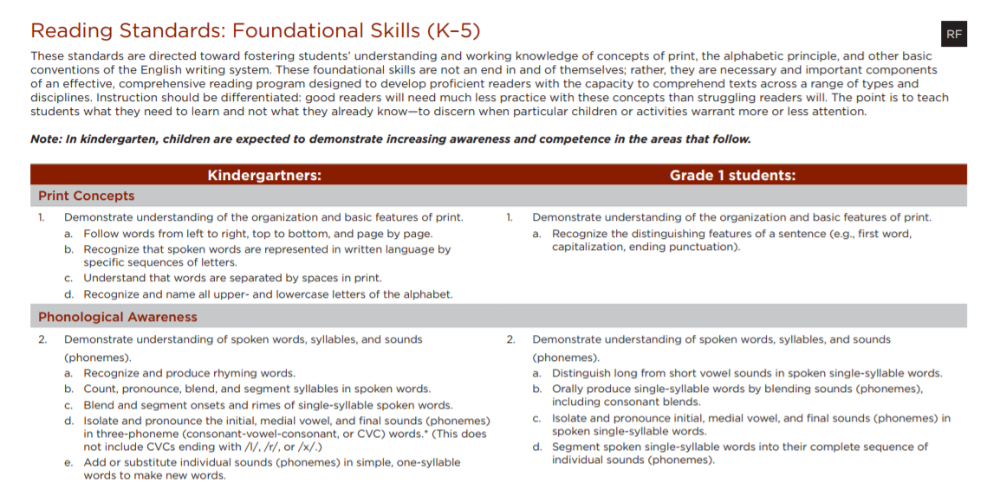 Reading Standards: Foundational Skills (K–5)
RF
These standards are directed toward fostering students’ understanding and working knowledge of concepts of print, the alphabetic principle, and other basic
conventions of the English writing system. These foundational skills are not an end in and of themselves; rather, they are necessary and important components
of an effective, comprehensive reading program designed to develop proficient readers with the capacity to comprehend texts across a range of types and
disciplines. Instruction should be differentiated: good readers will need much less practice with these concepts than struggling readers will. The point is to teach
students what they need to learn and not what they already know—to discern when particular children or activities warrant more or less attention.
Note: In kindergarten, children are expected to demonstrate increasing awareness and competence in the areas that follow.
Kindergartners:
Grade 1 students:
Print Concepts
1. Demonstrate understanding of the organization and basic features of print.
a. Follow words from left to right, top to bottom, and page by page.
b. Recognize that spoken words are represented in written language by
specific sequences of letters.
c. Understand that words are separated by spaces in print.
d. Recognize and name all upper- and lowercase letters of the alphabet.
1. Demonstrate understanding of the organization and basic features of print.
a. Recognize the distinguishing features of a sentence (e.g., first word,
capitalization, ending punctuation).
Phonological Awareness
2. Demonstrate understanding of spoken words, syllables, and sounds
(phonemes).
a. Recognize and produce rhyming words.
b. Count, pronounce, blend, and segment syllables in spoken words.
c. Blend and segment onsets and rimes of single-syllable spoken words.
d. Isolate and pronounce the initial, medial vowel, and final sounds (phonemes)
in three-phoneme (consonant-vowel-consonant, or CVC) words.* (This does
not include CVCs ending with /l/, /r/, or /x/.)
e. Add or substitute individual sounds (phonemes) in simple, one-syllable
words to make new words.
2. Demonstrate understanding of spoken words, syllables, and sounds
(phonemes).
a. Distinguish long from short vowel sounds in spoken single-syllable words.
b. Orally produce single-syllable words by blending sounds (phonemes),
including consonant blends.
c. Isolate and pronounce initial, medial vowel, and final sounds (phonemes) in
spoken single-syllable words.
d. Segment spoken single-syllable words into their complete sequence of
individual sounds (phonemes).